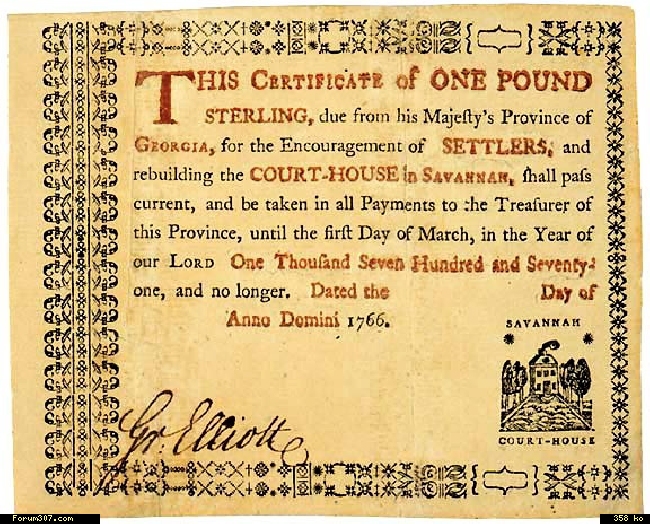 THIS CERTIFICATE of ONE POUND
STERLING, due from his Majeſty's Province of
GEORGIA, for the Encouragement of SETTLERS, and
rebuilding the COURT-HOUSE in SAVANNAH, ſhall paſs
current, and be taken in all Payments to the Treaſurer of
this Province, until the firſt Day of March, in the Year of
our LORD One Thouſand Seven Hundred and Seventy-
one, and no longer. Dated the Day of
Anno Domini 1766.
SAVANNAH
COURT-HOUSE
Gr. Elliott
Forum307.com
358 ko